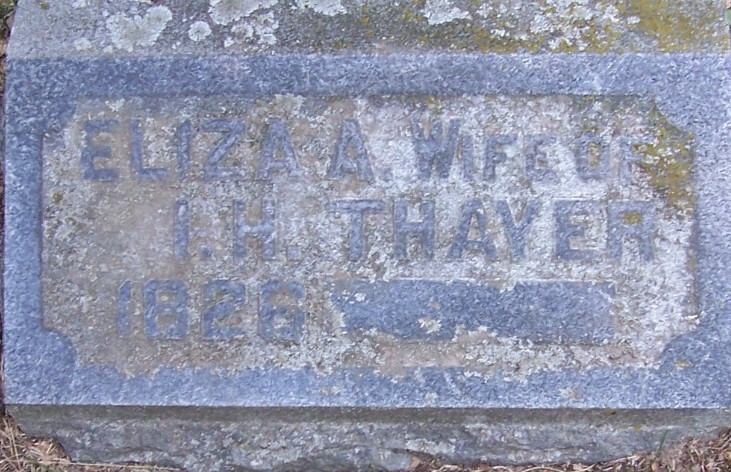 ELIZA A. WIFE OF
I. H. THAYER
1826